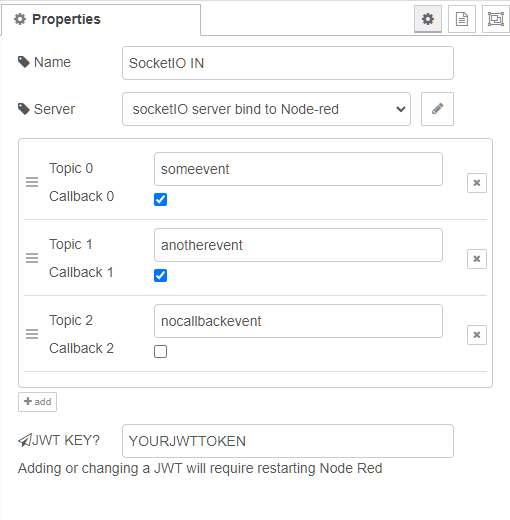 Properties
Name
SocketIO IN
Server
socketIO server bind to Node-red
Topic 0
someevent
Callback 0
Topic 1
anotherevent
Callback 1
Topic 2
nocallbackevent
Callback 2
add
JWT KEY?
YOURJWTTOKEN
Adding or changing a JWT will require restarting Node Red